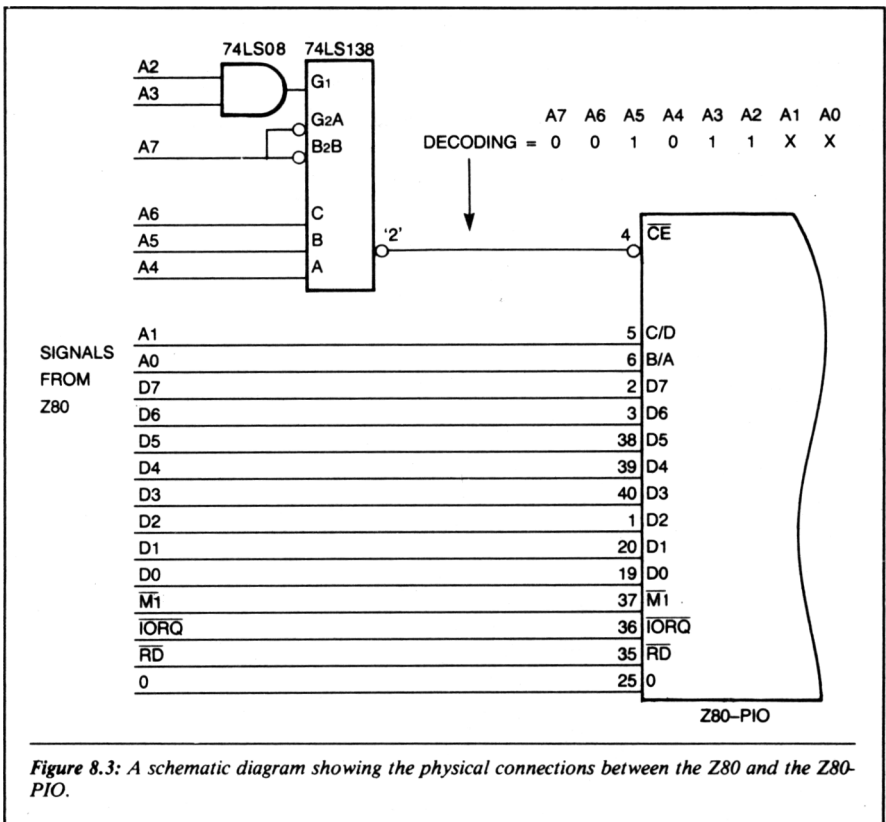 74LS08 74LS138
A2
A3
G1
G2A
A7
B2B
A7 A6 A5 A4 A3 A2 A1 A0
DECODING = 0 0 1 0 1 1 X X
A6 C
A5 B '2' 4 CE
A4 A
SIGNALS
FROM
Z80
A1 5 C/D
A0 6 B/A
D7 2 D7
D6 3 D6
D5 38 D5
D4 39 D4
D3 40 D3
D2 1 D2
D1 20 D1
D0 19 D0
M1 37 M1
IORQ 36 IORQ
RD 35 RD
0 25 0
Z80–PIO
Figure 8.3: A schematic diagram showing the physical connections between the Z80 and the Z80-
PIO.